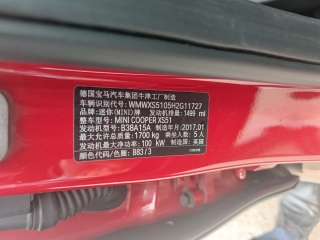 德国宝马汽车集团牛津工厂制造
车辆识别代号: WMWXS5105H2G11727
迷你(MINI)牌 发动机排量: 1499 ml
整车型号: MINI COOPER XS51
发动机型号: B38A15A 制造年月: 2017.01
最大允许总质量: 1700 kg 乘坐人数: 5 人
发动机最大净功率: 100 kW 制造国: 英国
颜色代码/色圈: B83 / 3